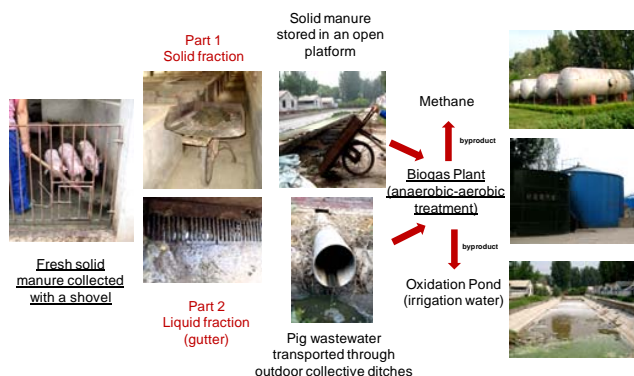 Part 1
Solid fraction
Solid manure
stored in an open
platform
Methane
byproduct
Biogas Plant
(anaerobic-aerobic
treatment)
byproduct
Oxidation Pond
(irrigation water)
Fresh solid
manure collected
with a shovel
Part 2
Liquid fraction
(gutter)
Pig wastewater
transported through
outdoor collective ditches